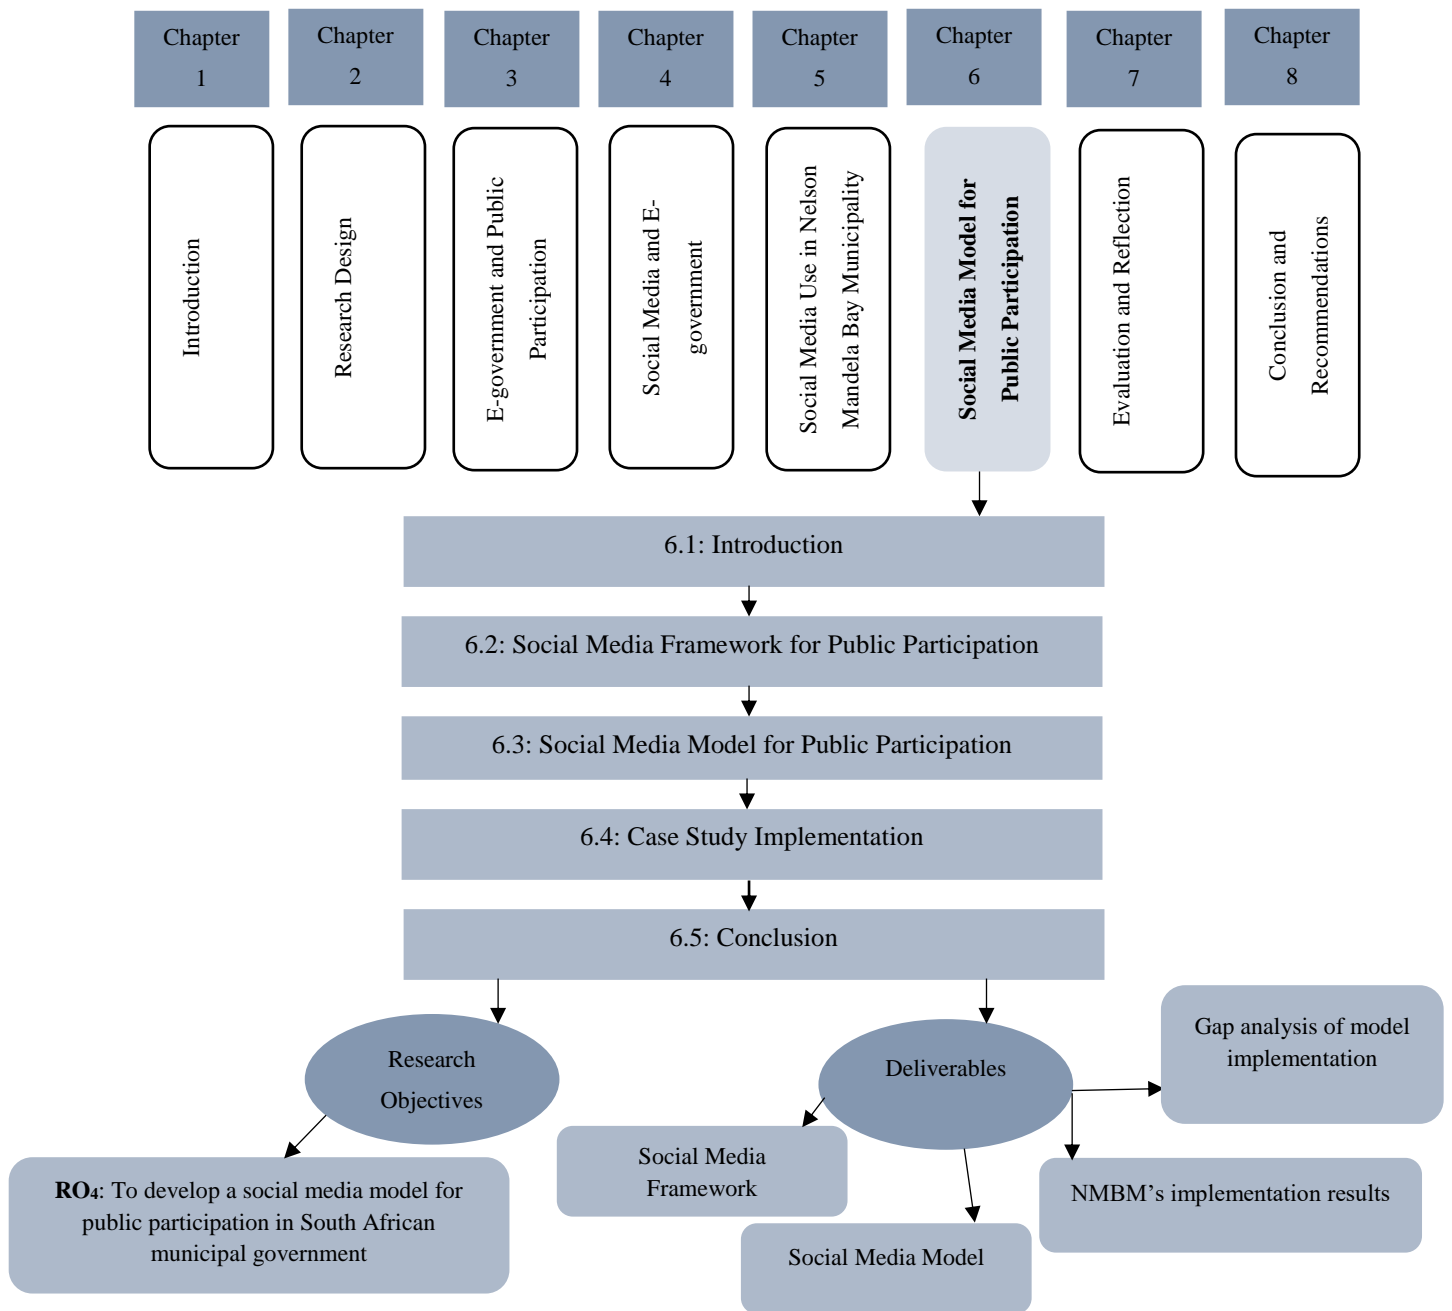 Chapter
1
Chapter
2
Chapter
3
Chapter
4
Chapter
5
Chapter
6
Chapter
7
Chapter
8
Introduction
Research Design
E-government and Public
Participation
Social Media and E-
government
Social Media Use in Nelson
Mandela Bay Municipality
Social Media Model for
Public Participation
Evaluation and Reflection
Conclusion and
Recommendations
6.1: Introduction
6.2: Social Media Framework for Public Participation
6.3: Social Media Model for Public Participation
6.4: Case Study Implementation
6.5: Conclusion
Research
Objectives
Deliverables
Gap analysis of model
implementation
Social Media
Framework
NMBM’s implementation results
RO4: To develop a social media model for
public participation in South African
municipal government
Social Media Model